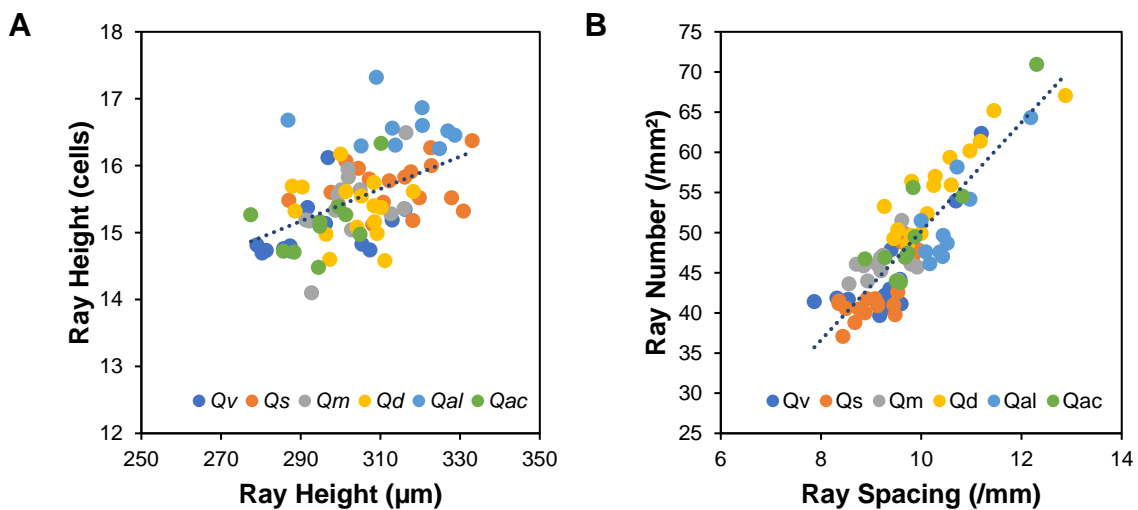 A
Ray Height (cells)
18
17
16
15
14
13
12
Qv Qs Qm Qd Qal Qac
250 270 290 310 330 350
Ray Height (µm)
B
Ray Number (/mm²)
75
70
65
60
55
50
45
40
35
30
25
Qv Qs Qm Qd Qal Qac
6 8 10 12 14
Ray Spacing (/mm)